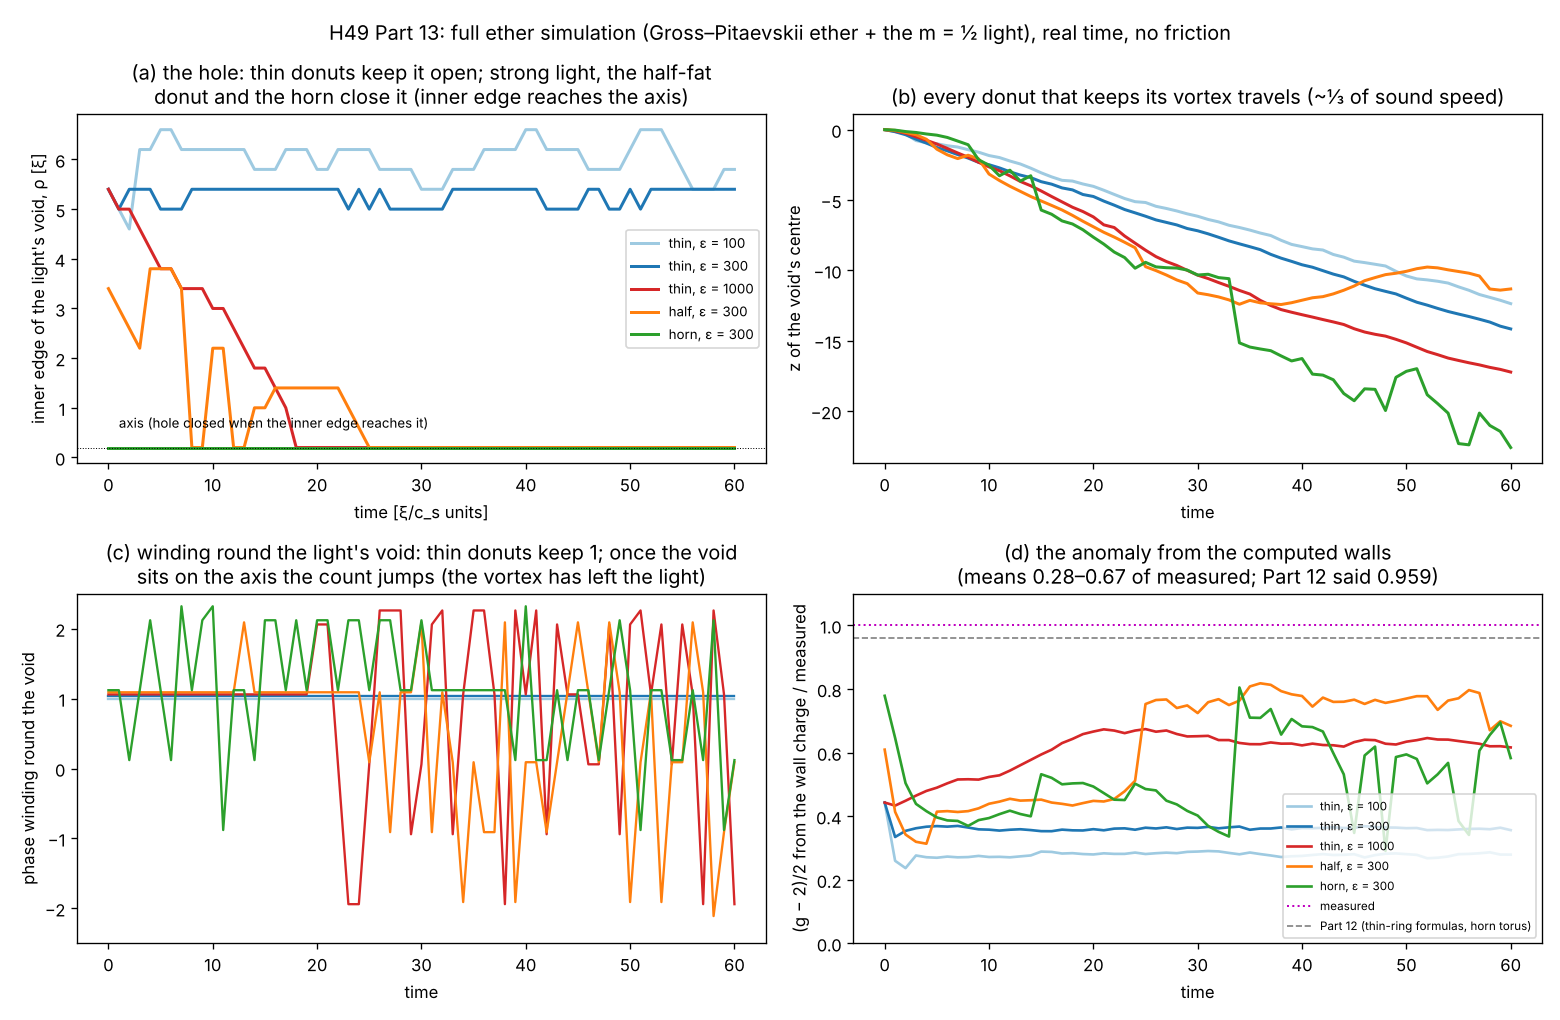 H49 Part 13: full ether simulation (Gross–Pitaevskii ether + the m = ½ light), real time, no friction
(a) the hole: thin donuts keep it open; strong light, the half-fat
donut and the horn close it (inner edge reaches the axis)
inner edge of the light's void, ρ [ξ]
6
5
4
3
2
1
0
thin, ε = 100
thin, ε = 300
thin, ε = 1000
half, ε = 300
horn, ε = 300
axis (hole closed when the inner edge reaches it)
0 10 20 30 40 50 60
time [ξ/c_s units]
(b) every donut that keeps its vortex travels (~⅓ of sound speed)
z of the void's centre
0
−5
−10
−15
−20
0 10 20 30 40 50 60
time
(c) winding round the light's void: thin donuts keep 1; once the void
sits on the axis the count jumps (the vortex has left the light)
phase winding round the void
2
1
0
−1
−2
0 10 20 30 40 50 60
time
(d) the anomaly from the computed walls
(means 0.28–0.67 of measured; Part 12 said 0.959)
(g − 2)/2 from the wall charge / measured
1.0
0.8
0.6
0.4
0.2
0.0
thin, ε = 100
thin, ε = 300
thin, ε = 1000
half, ε = 300
horn, ε = 300
measured
Part 12 (thin-ring formulas, horn torus)
0 10 20 30 40 50 60
time